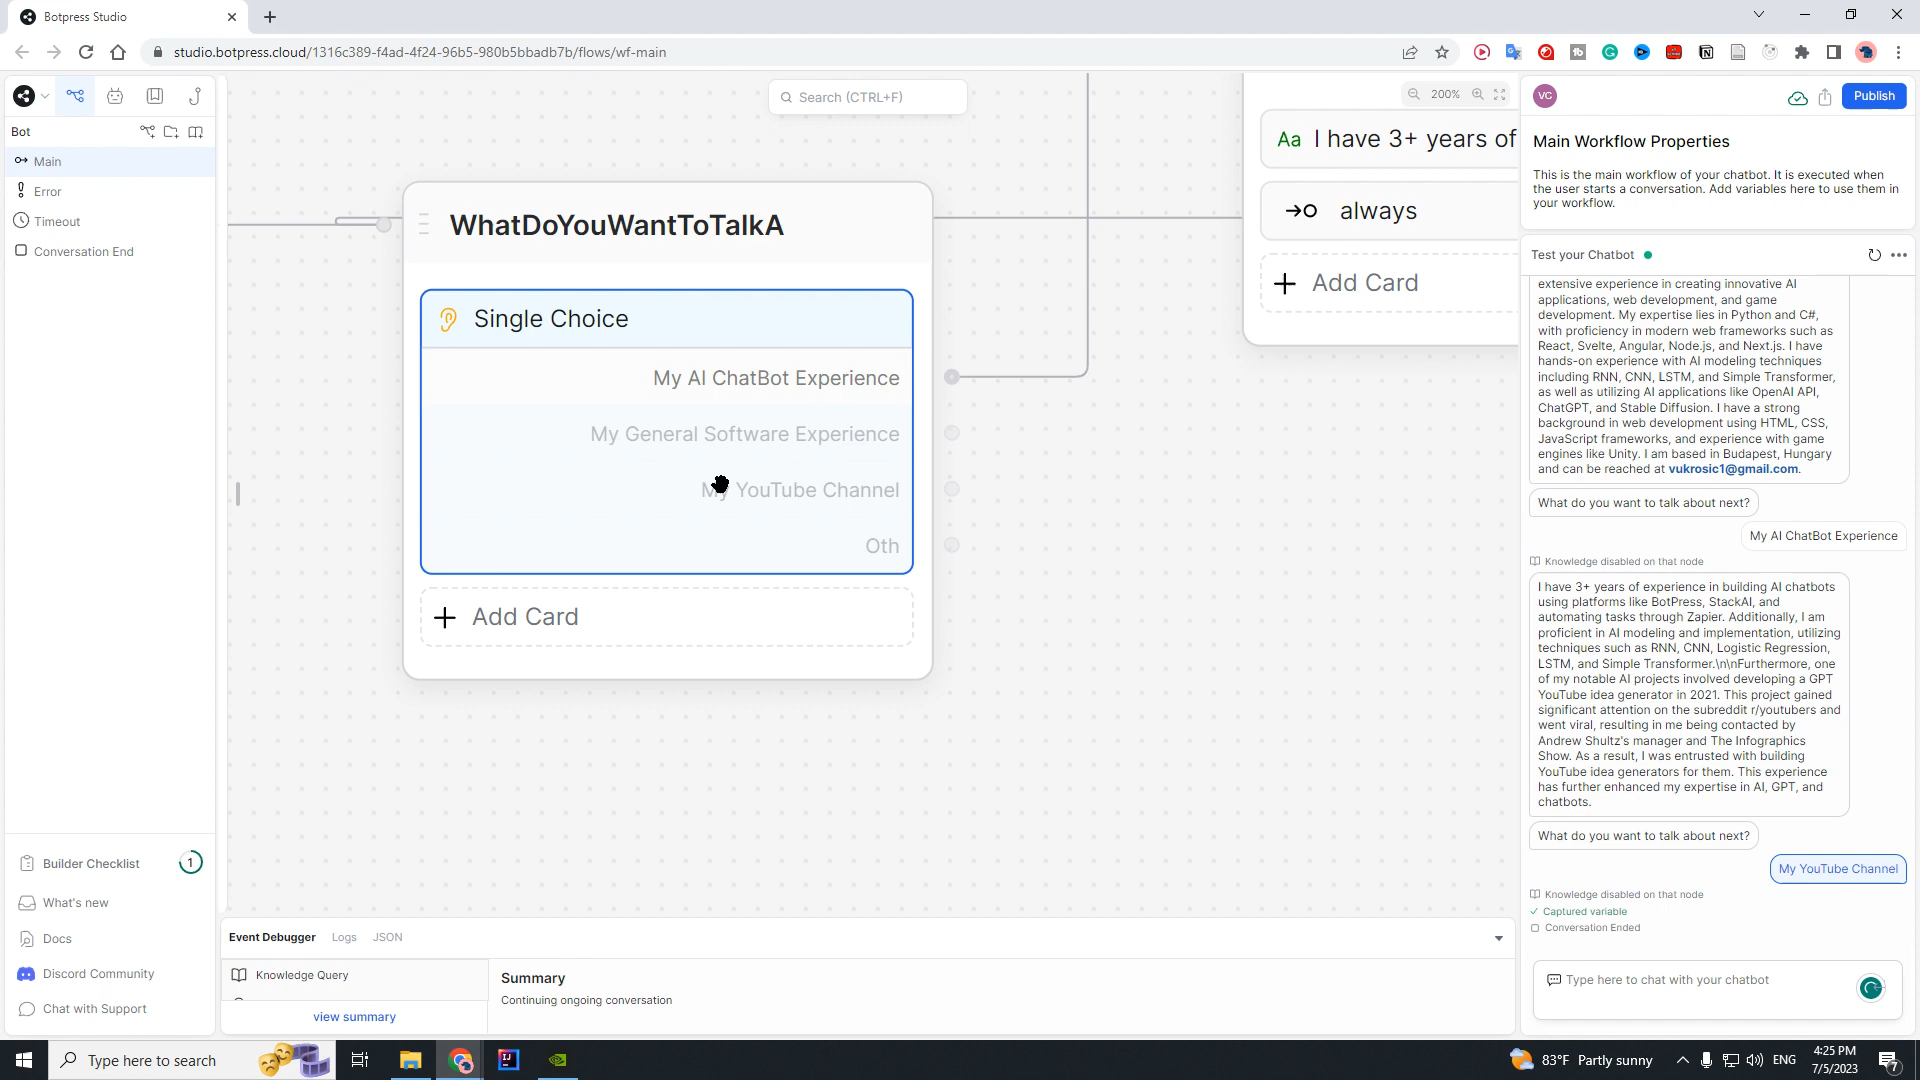 Botpress Studio
studio.botpress.cloud/1316c389-f4ad-4f24-96b5-980b5bbadb7b/flows/wf-main
Bot
Main
Error
Timeout
Conversation End
Builder Checklist
1
What's new
Docs
Discord Community
Chat with Support
Search (CTRL+F)
200%
WhatDoYouWantToTalkA
Single Choice
My AI ChatBot Experience
My General Software Experience
My YouTube Channel
Oth
Add Card
Aa I have 3+ years of
always
Add Card
Event Debugger
Logs
JSON
Knowledge Query
view summary
Summary
Continuing ongoing conversation
VC
Publish
Main Workflow Properties
This is the main workflow of your chatbot. It is executed when
the user starts a conversation. Add variables here to use them in
your workflow.
Test your Chatbot
extensive experience in creating innovative AI
applications, web development, and game
development. My expertise lies in Python and C#,
with proficiency in modern web frameworks such as
React, Svelte, Angular, Node.js, and Next.js. I have
hands-on experience with AI modeling techniques
including RNN, CNN, LSTM, and Simple Transformer,
as well as utilizing AI applications like OpenAI API,
ChatGPT, and Stable Diffusion. I have a strong
background in web development using HTML, CSS,
JavaScript frameworks, and experience with game
engines like Unity. I am based in Budapest, Hungary
and can be reached at vukrosic1@gmail.com.
What do you want to talk about next?
My AI ChatBot Experience
Knowledge disabled on that node
I have 3+ years of experience in building AI chatbots
using platforms like BotPress, StackAI, and
automating tasks through Zapier. Additionally, I am
proficient in AI modeling and implementation, utilizing
techniques such as RNN, CNN, Logistic Regression,
LSTM, and Simple Transformer.\n\nFurthermore, one
of my notable AI projects involved developing a GPT
YouTube idea generator in 2021. This project gained
significant attention on the subreddit r/youtubers and
went viral, resulting in me being contacted by
Andrew Shultz's manager and The Infographics
Show. As a result, I was entrusted with building
YouTube idea generators for them. This experience
has further enhanced my expertise in AI, GPT, and
chatbots.
What do you want to talk about next?
My YouTube Channel
Knowledge disabled on that node
Captured variable
Conversation Ended
Type here to chat with your chatbot
Type here to search
83°F Partly sunny
ENG
4:25 PM
7/5/2023
7